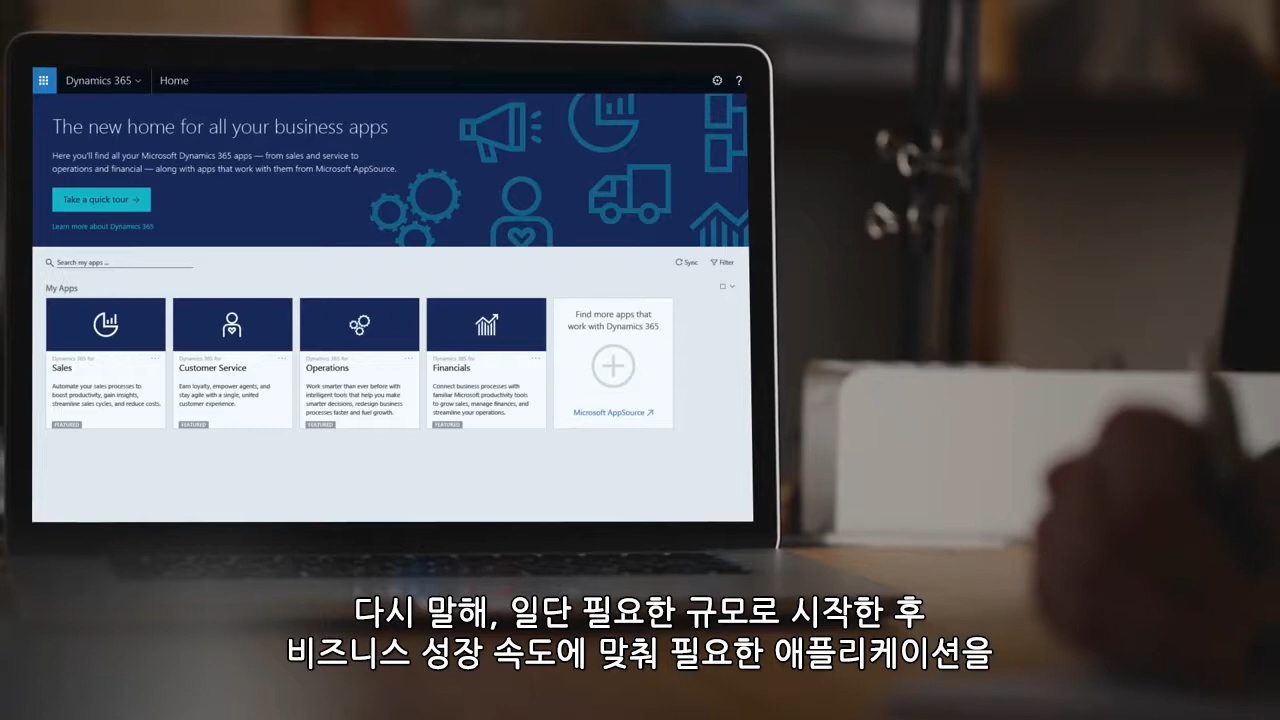 Dynamics 365
Home
?
The new home for all your business apps
Here you'll find all your Microsoft Dynamics 365 apps — from sales and service to
operations and financial — along with apps that work with them from Microsoft AppSource.
Take a quick tour →
Learn more about Dynamics 365
Search my apps ...
Sync
Filter
My Apps
Dynamics 365 for
Sales
Automate your sales processes to
boost productivity, gain insights,
streamline sales cycles, and reduce costs.
FEATURED
Dynamics 365 for
Customer Service
Earn loyalty, empower agents, and
stay agile with a single, united
customer experience.
FEATURED
Dynamics 365 for
Operations
Work smarter than ever before with
intelligent tools that help you make
smarter decisions, redesign business
processes faster and fuel growth.
FEATURED
Dynamics 365 for
Financials
Connect business processes with
familiar Microsoft productivity tools
to grow sales, manage finances, and
streamline your operations.
FEATURED
Find more apps that
work with Dynamics 365
Microsoft AppSource
다시 말해, 일단 필요한 규모로 시작한 후
비즈니스 성장 속도에 맞춰 필요한 애플리케이션을